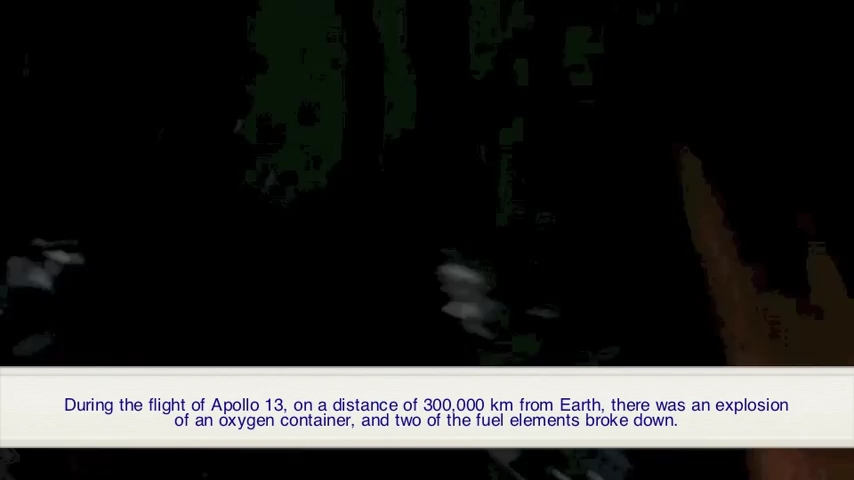 During the flight of Apollo 13, on a distance of 300,000 km from Earth, there was an explosion
of an oxygen container, and two of the fuel elements broke down.